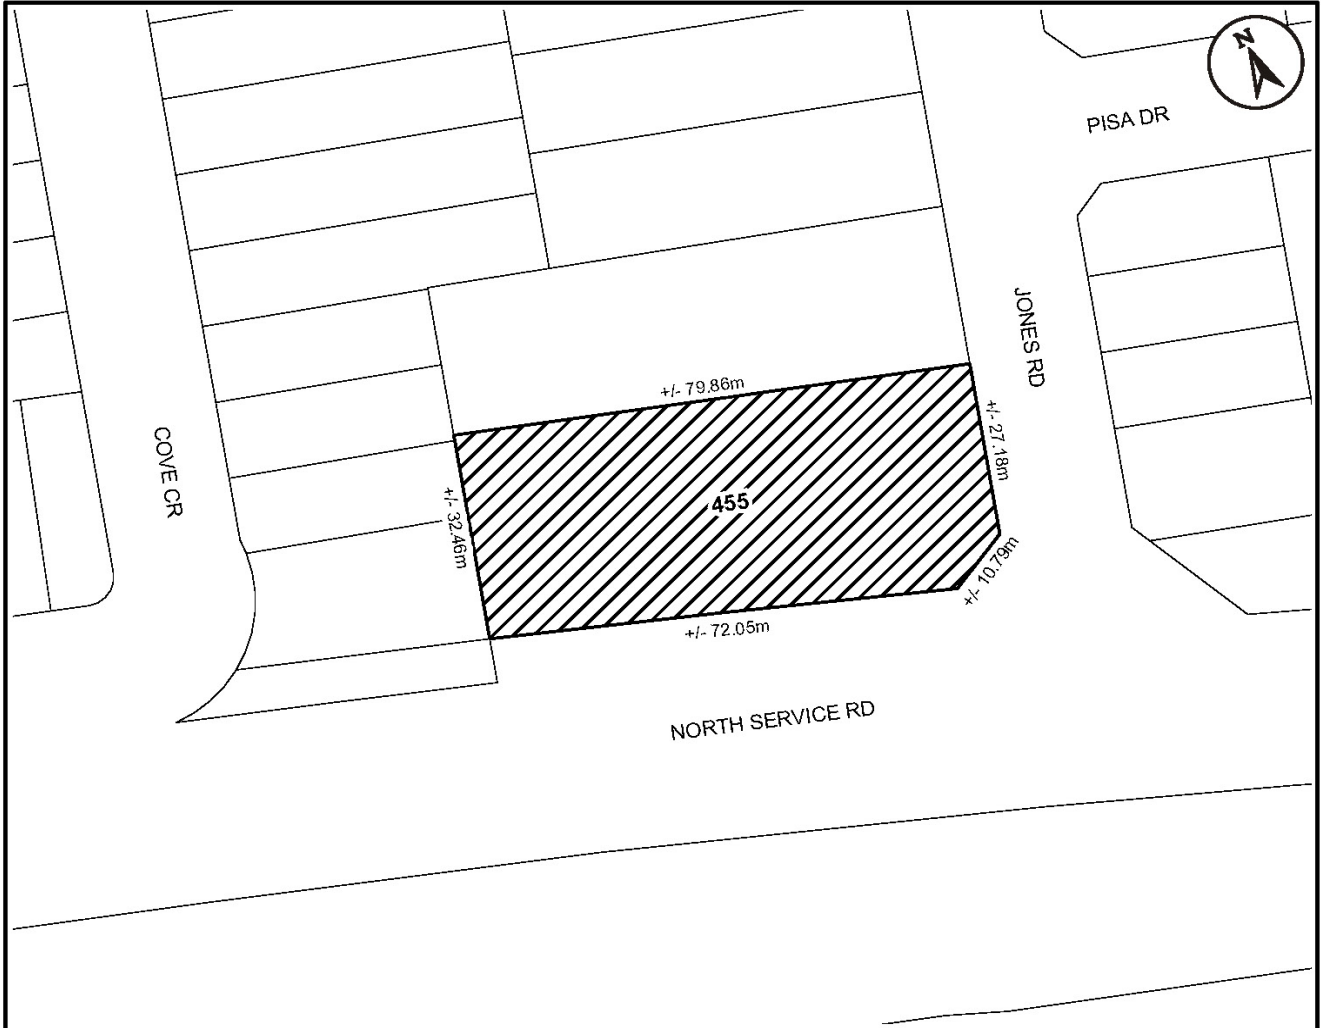 N
PISA DR
JONES RD
+/- 79.86m
+/- 27.18m
COVE CR
455
+/- 32.46m
+/- 10.79m
+/- 72.05m
NORTH SERVICE RD